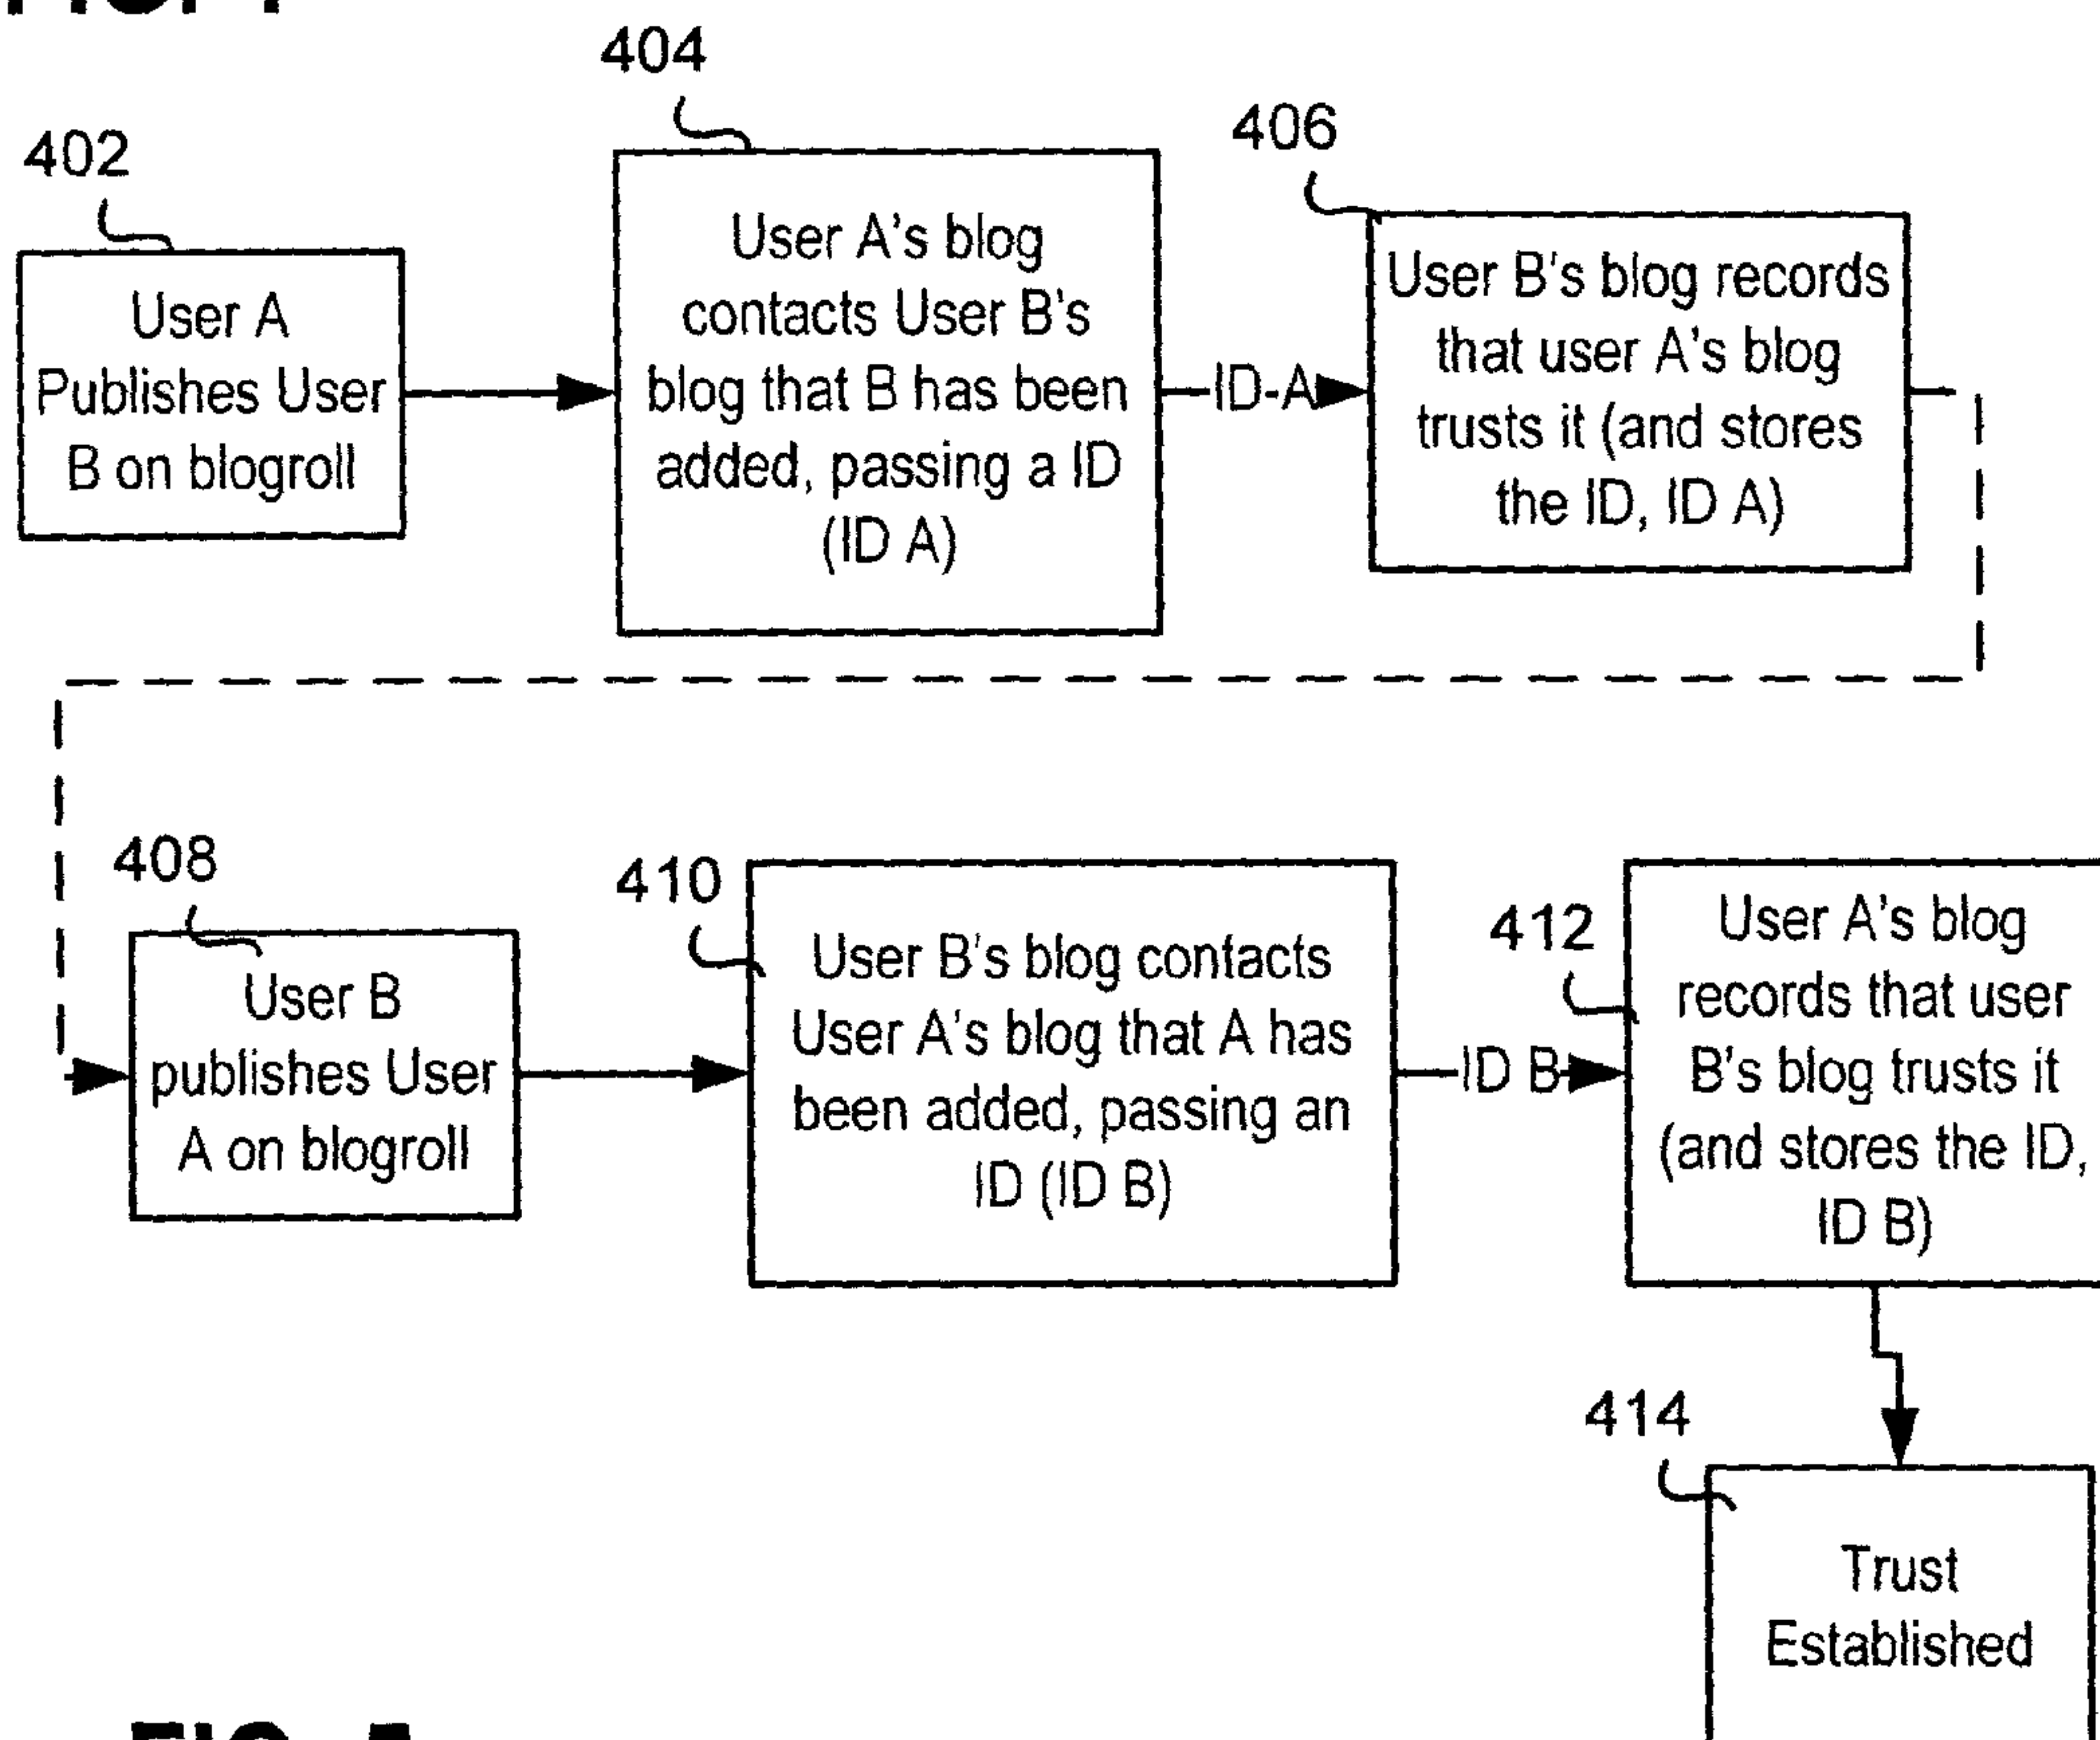 404
402
406
User A
Publishes User
B on blogroll
User A's blog
contacts User B's
blog that B has been
added, passing a ID
(ID A)
ID-A
User B's blog records
that user A's blog
trusts it (and stores
the ID, ID A)
408
410
412
User B
publishes User
A on blogroll
User B's blog contacts
User A's blog that A has
been added, passing an
ID (ID B)
ID B
User A's blog
records that user
B's blog trusts it
(and stores the ID,
ID B)
414
Trust
Established